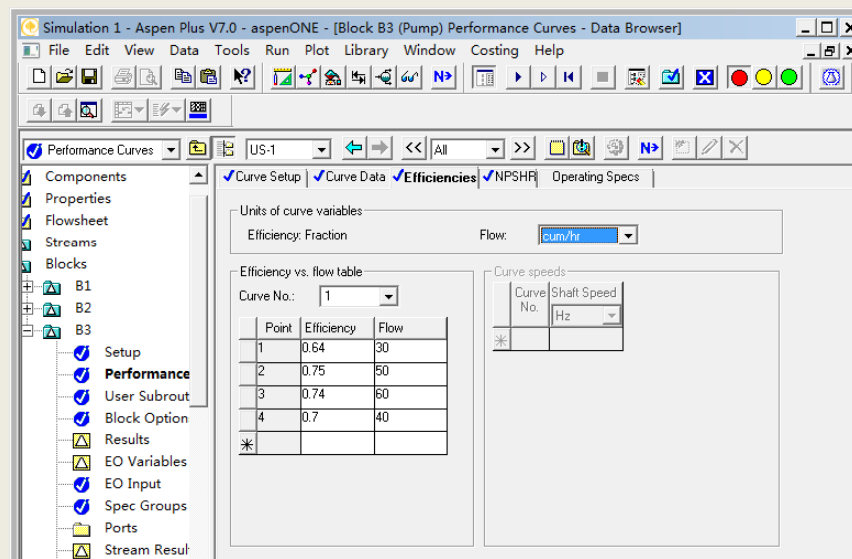 Simulation 1 - Aspen Plus V7.0 - aspenONE - [Block B3 (Pump) Performance Curves - Data Browser]
File Edit View Data Tools Run Plot Library Window Costing Help
N>
Performance Curves US-1 << All >> N>
Components
Properties
Flowsheet
Streams
Blocks
B1
B2
B3
Setup
Performance
User Subrout
Block Option
Results
EO Variables
EO Input
Spec Groups
Ports
Stream Resul
Curve Setup Curve Data Efficiencies NPSHR Operating Specs
Units of curve variables
Efficiency: Fraction Flow: cum/hr
Efficiency vs. flow table
Curve No.: 1
Point Efficiency Flow
1 0.64 30
2 0.75 50
3 0.74 60
4 0.7 40
Curve speeds
Curve No. Shaft Speed
Hz